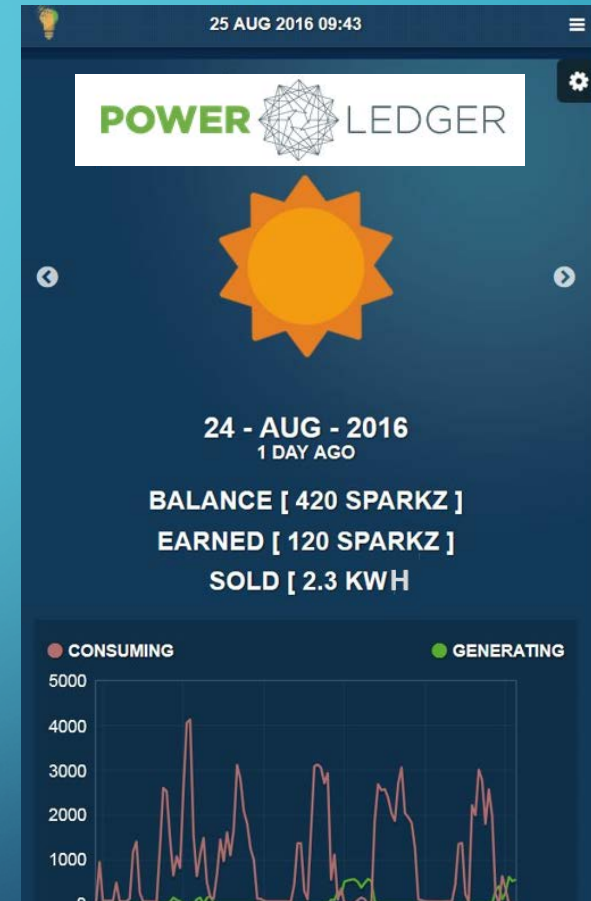 25 AUG 2016 09:43
POWER LEDGER
24 - AUG - 2016
1 DAY AGO
BALANCE [ 420 SPARKZ ]
EARNED [ 120 SPARKZ ]
SOLD [ 2.3 KWH
CONSUMING GENERATING
5000
4000
3000
2000
1000
0